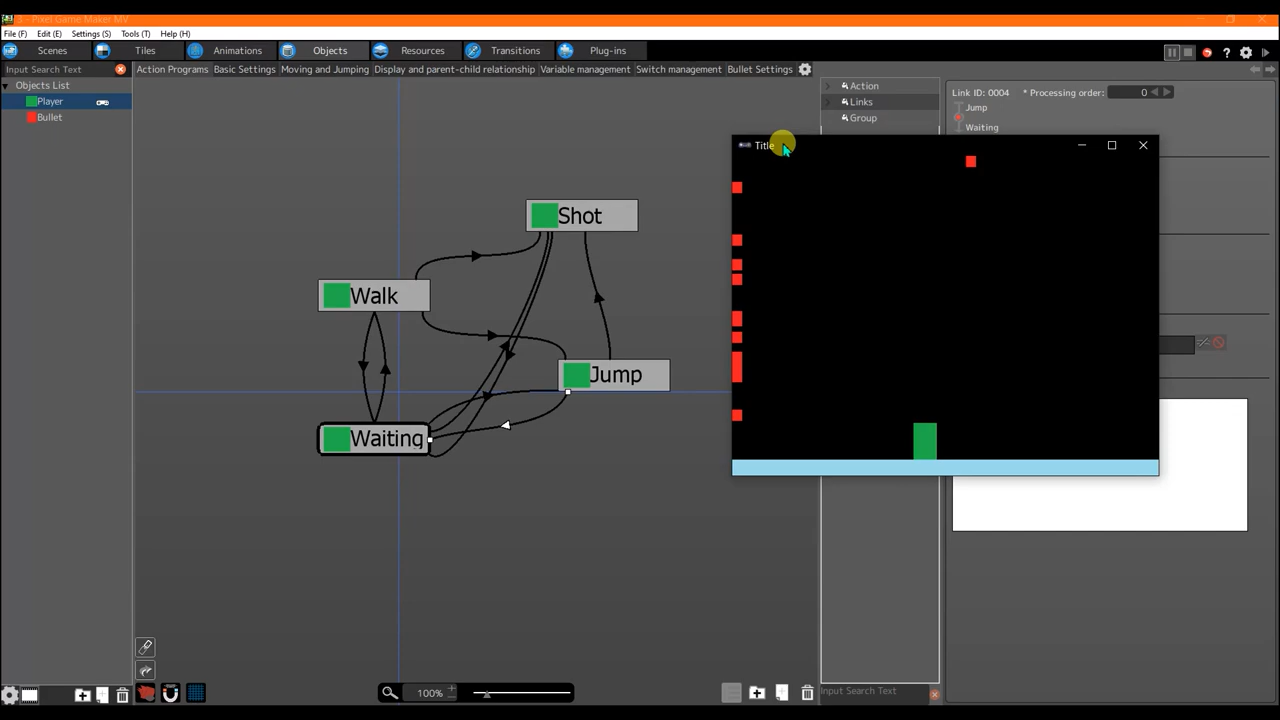 3 - Pixel Game Maker MV
File (F) Edit (E) Settings (S) Tools (T) Help (H)
Scenes Tiles Animations Objects Resources Transitions Plug-ins
Input Search Text Action Programs Basic Settings Moving and Jumping Display and parent-child relationship Variable management Switch management Bullet Settings
Objects List
Player
Bullet
Action
Links
Group
Link ID: 0004 * Processing order: 0
Jump
Waiting
Title
Shot
Walk
Jump
Waiting
100%
Input Search Text